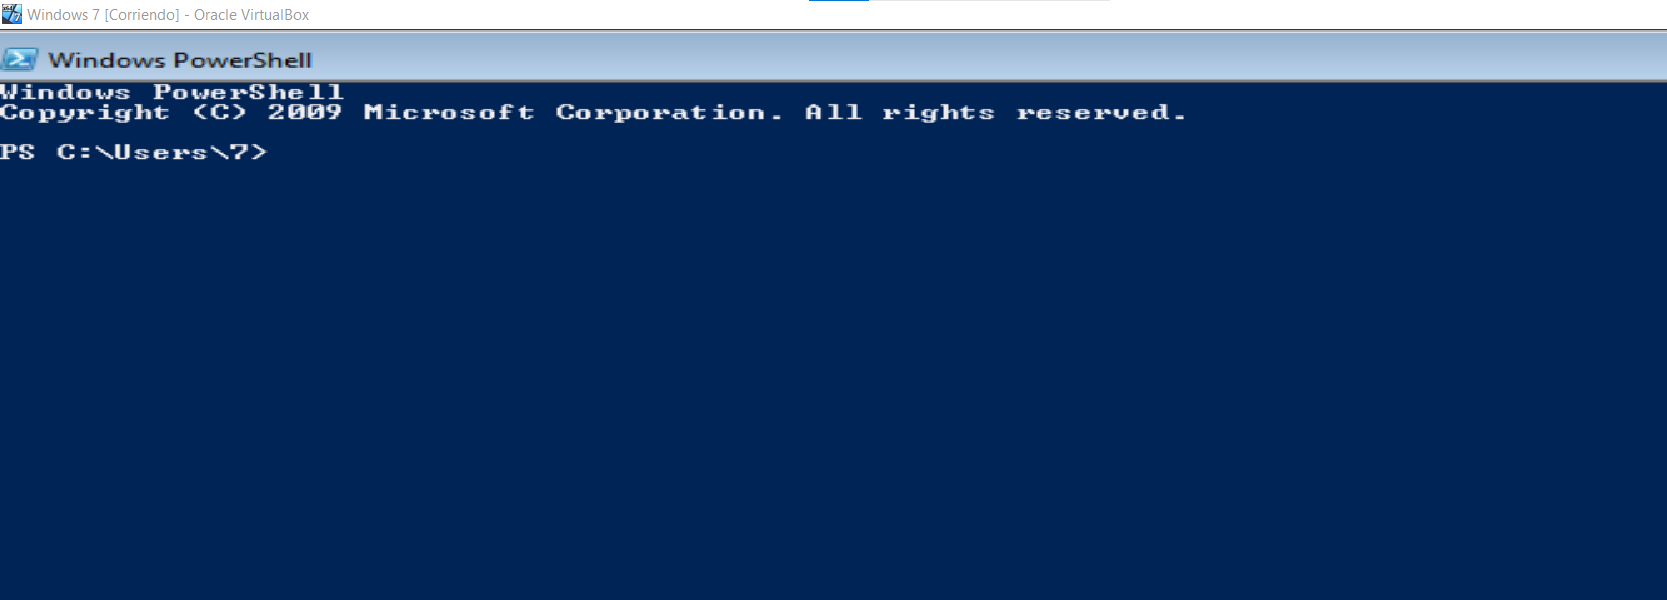 Windows 7 [Corriendo] - Oracle VirtualBox
Windows PowerShell
Windows PowerShell
Copyright (C) 2009 Microsoft Corporation. All rights reserved.
PS C:\Users\7>